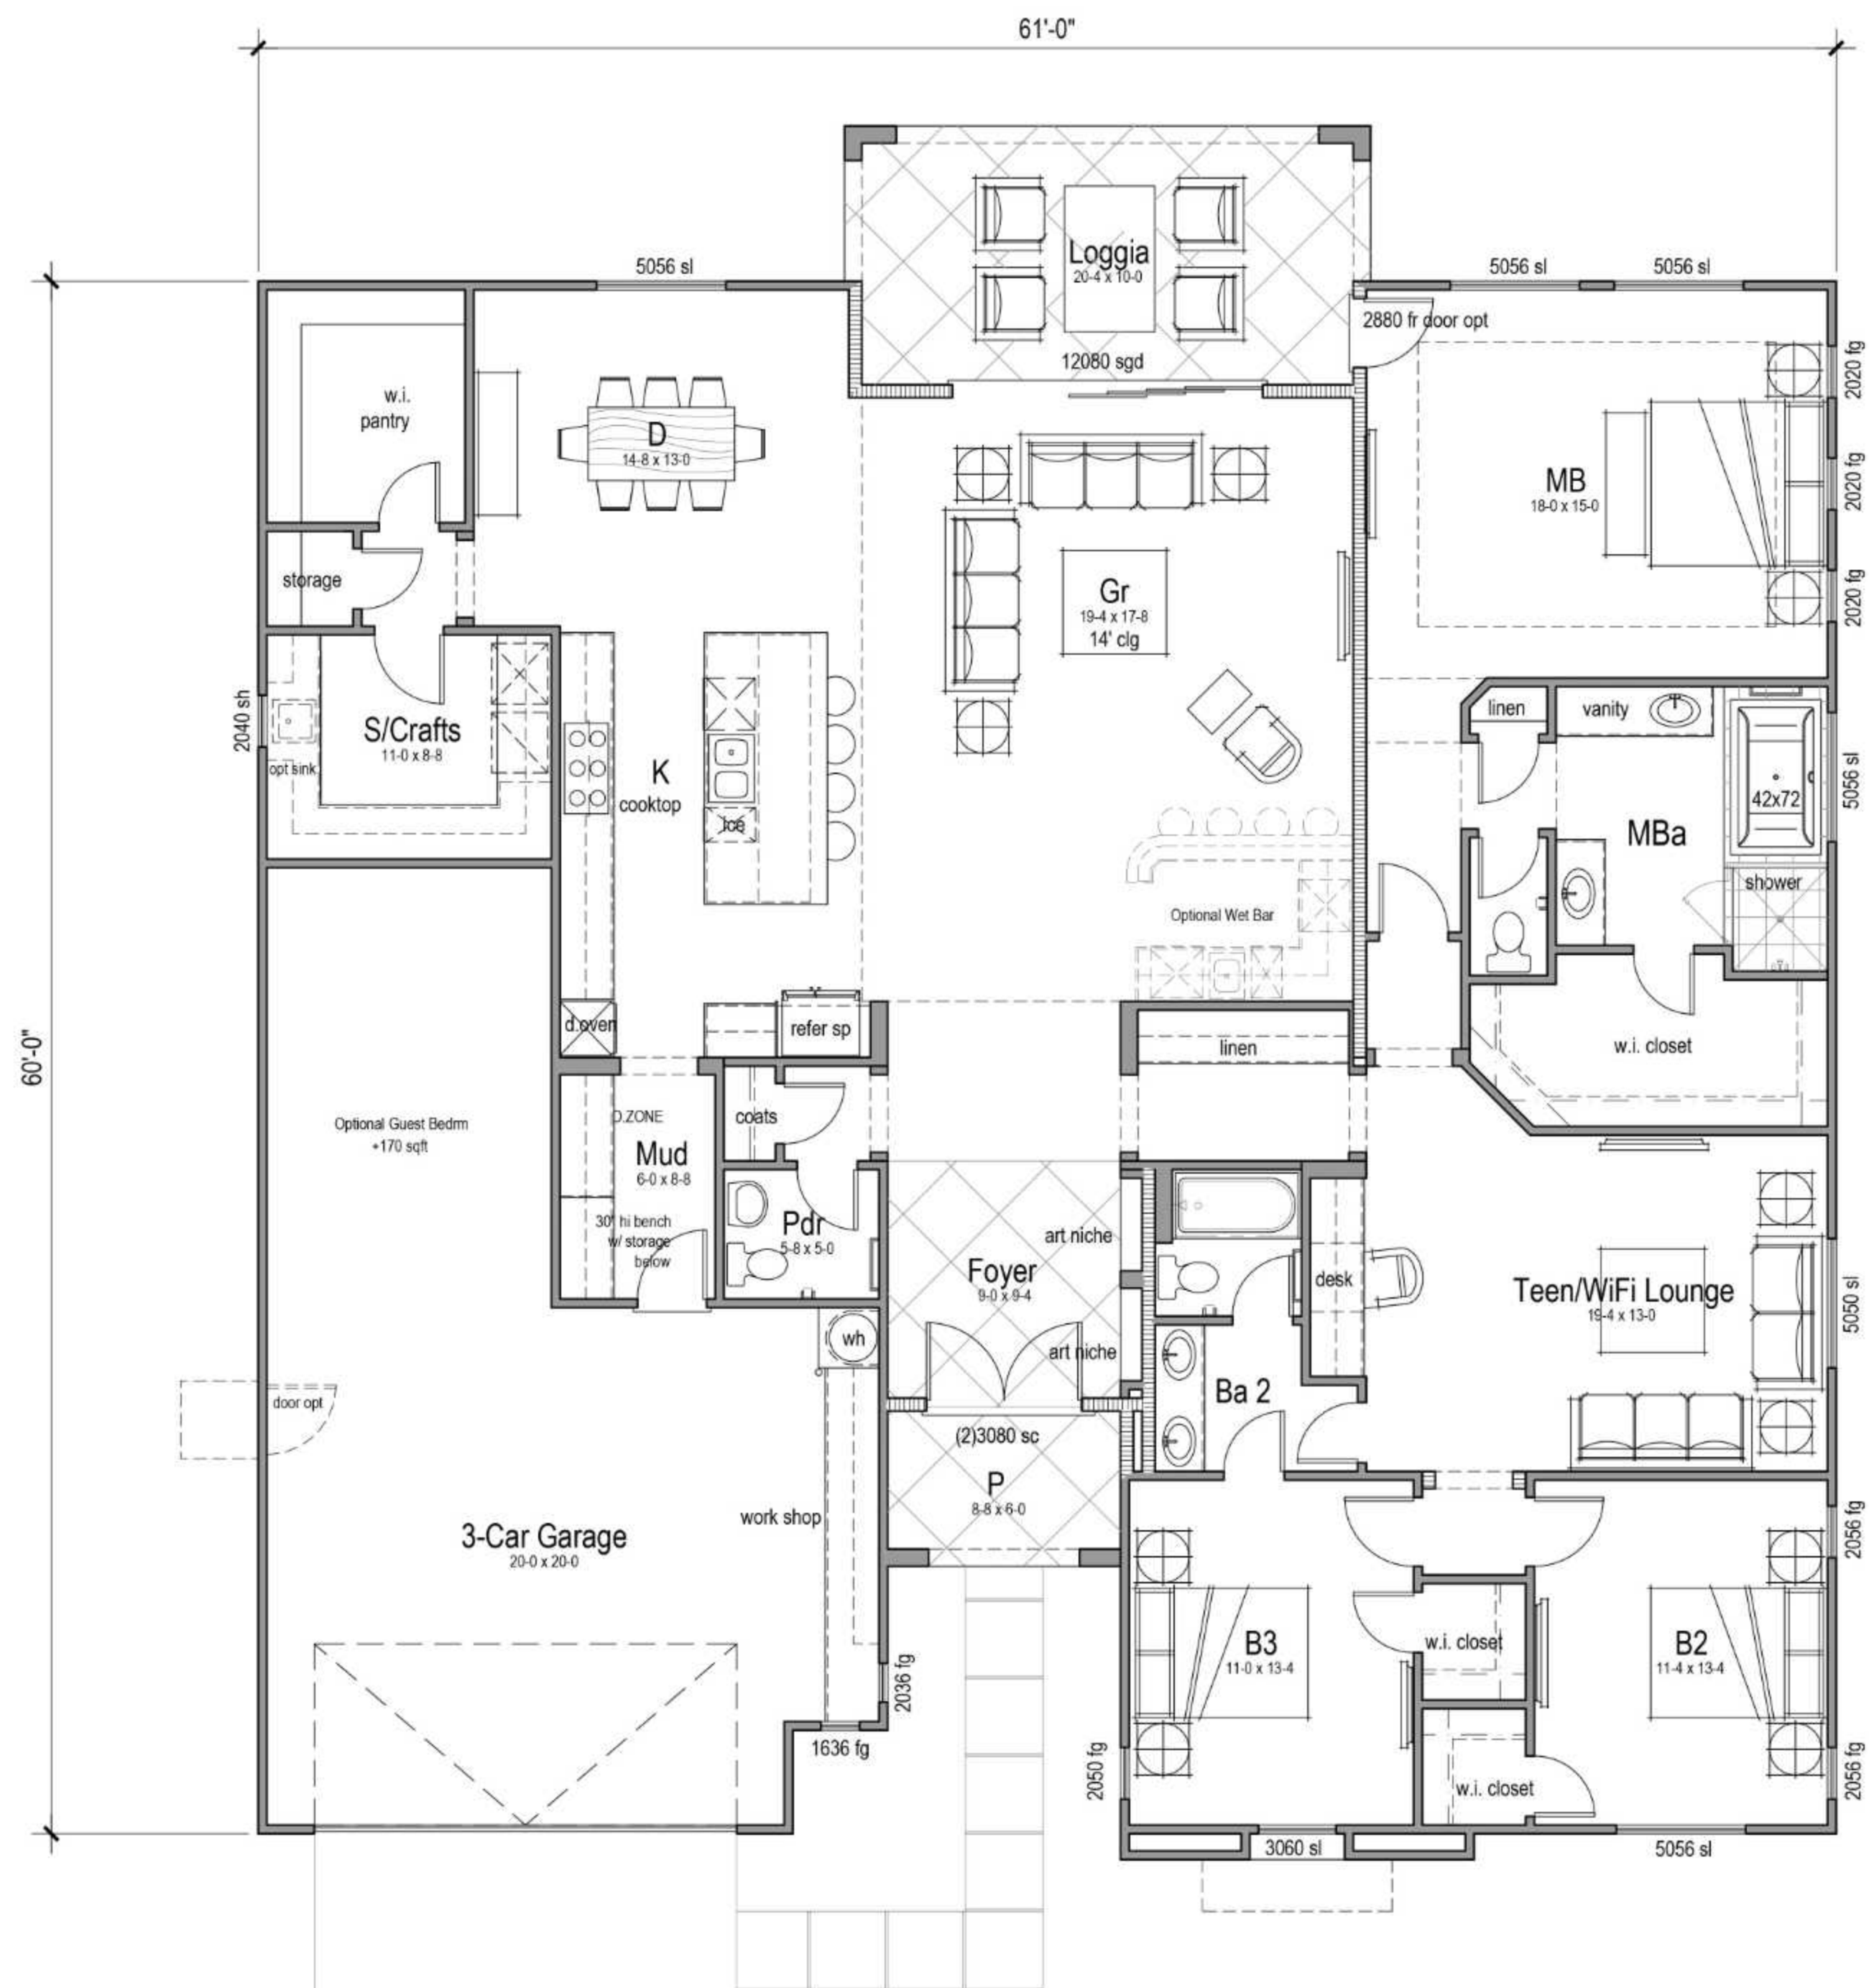 61'-0"
60'-0"
5056 sl
5056 sl
5056 sl
Loggia
20-4 x 10-0
12080 sgd
2880 fr door opt
2020 fg
2020 fg
2020 fg
w.i.
pantry
D
14-8 x 13-0
MB
18-0 x 15-0
storage
Gr
19-4 x 17-8
14' clg
2040 sh
S/Crafts
11-0 x 8-8
opt sink
K
cooktop
ice
linen
vanity
42x72
5056 sl
MBa
shower
Optional Wet Bar
d.oven
refer sp
linen
w.i. closet
Optional Guest Bedrm
+170 sqft
D.ZONE
Mud
6-0 x 8-8
30" hi bench
w/ storage
below
coats
Pdr
5-8 x 5-0
art niche
Foyer
9-0 x 9-4
art niche
desk
Teen/WiFi Lounge
19-4 x 13-0
5050 sl
wh
door opt
Ba 2
(2)3080 sc
P
8-8 x 6-0
work shop
3-Car Garage
20-0 x 20-0
2056 fg
B3
11-0 x 13-4
w.i. closet
B2
11-4 x 13-4
2036 fg
1636 fg
2050 fg
w.i. closet
2056 fg
3060 sl
5056 sl